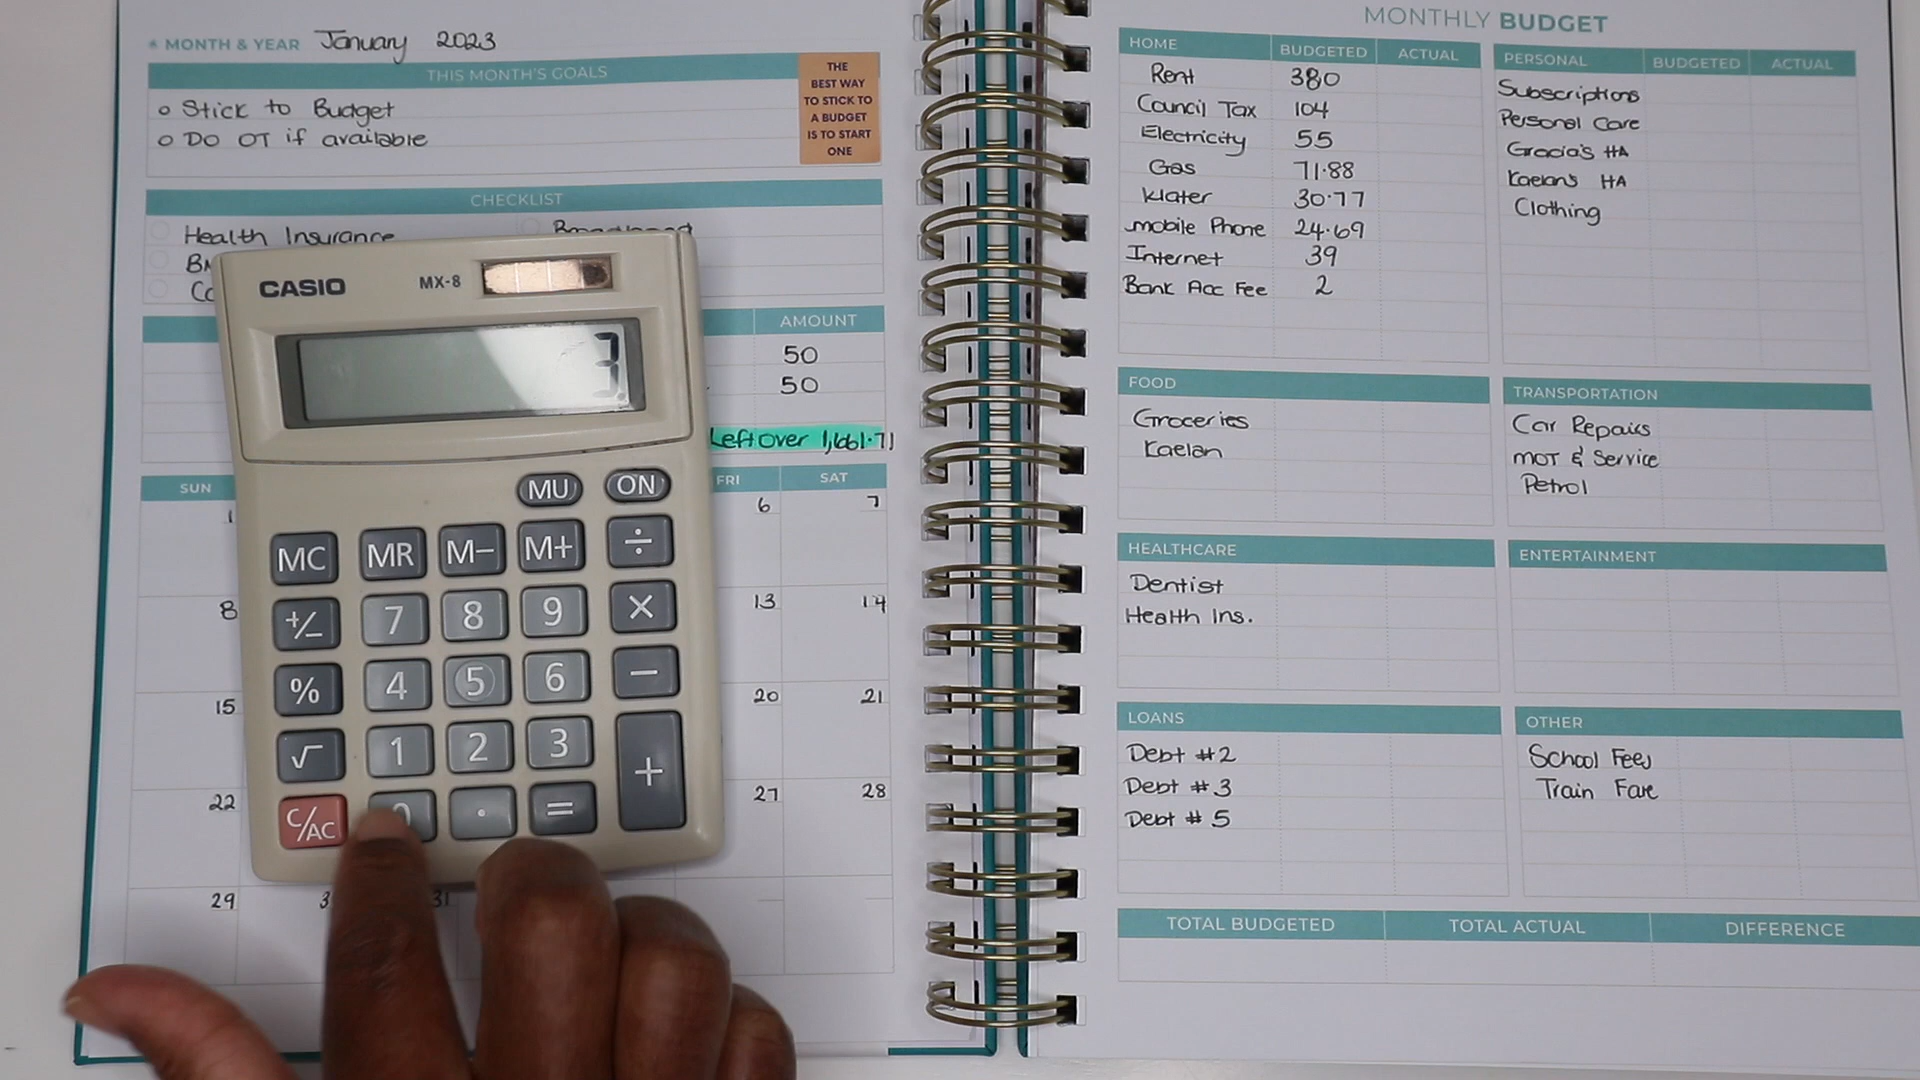 * MONTH & YEAR January 2023
THIS MONTH'S GOALS
o Stick to Budget
o Do OT if available
THE
BEST WAY
TO STICK TO
A BUDGET
IS TO START
ONE
CHECKLIST
Health Insurance
AMOUNT
50
50
Left over 1,661.71
SUN FRI SAT
1 6 7
8 13 14
15 20 21
22 27 28
29 31
CASIO MX-8
3.
MU ON
MC MR M− M+ ÷
+/− 7 8 9 ×
% 4 5 6 −
√ 1 2 3 +
C/AC 0 · =
MONTHLY BUDGET
HOME BUDGETED ACTUAL
Rent 380
Council Tax 104
Electricity 55
Gas 71.88
Water 30.77
mobile Phone 24.69
Internet 39
Bank Acc Fee 2
PERSONAL BUDGETED ACTUAL
Subscriptions
Personal Care
Gracia's HA
Kaelan's HA
Clothing
FOOD
Groceries
Kaelan
TRANSPORTATION
Car Repairs
MOT & Service
Petrol
HEALTHCARE
Dentist
Health Ins.
ENTERTAINMENT
LOANS
Debt #2
Debt #3
Debt #5
OTHER
School Fees
Train Fare
TOTAL BUDGETED TOTAL ACTUAL DIFFERENCE